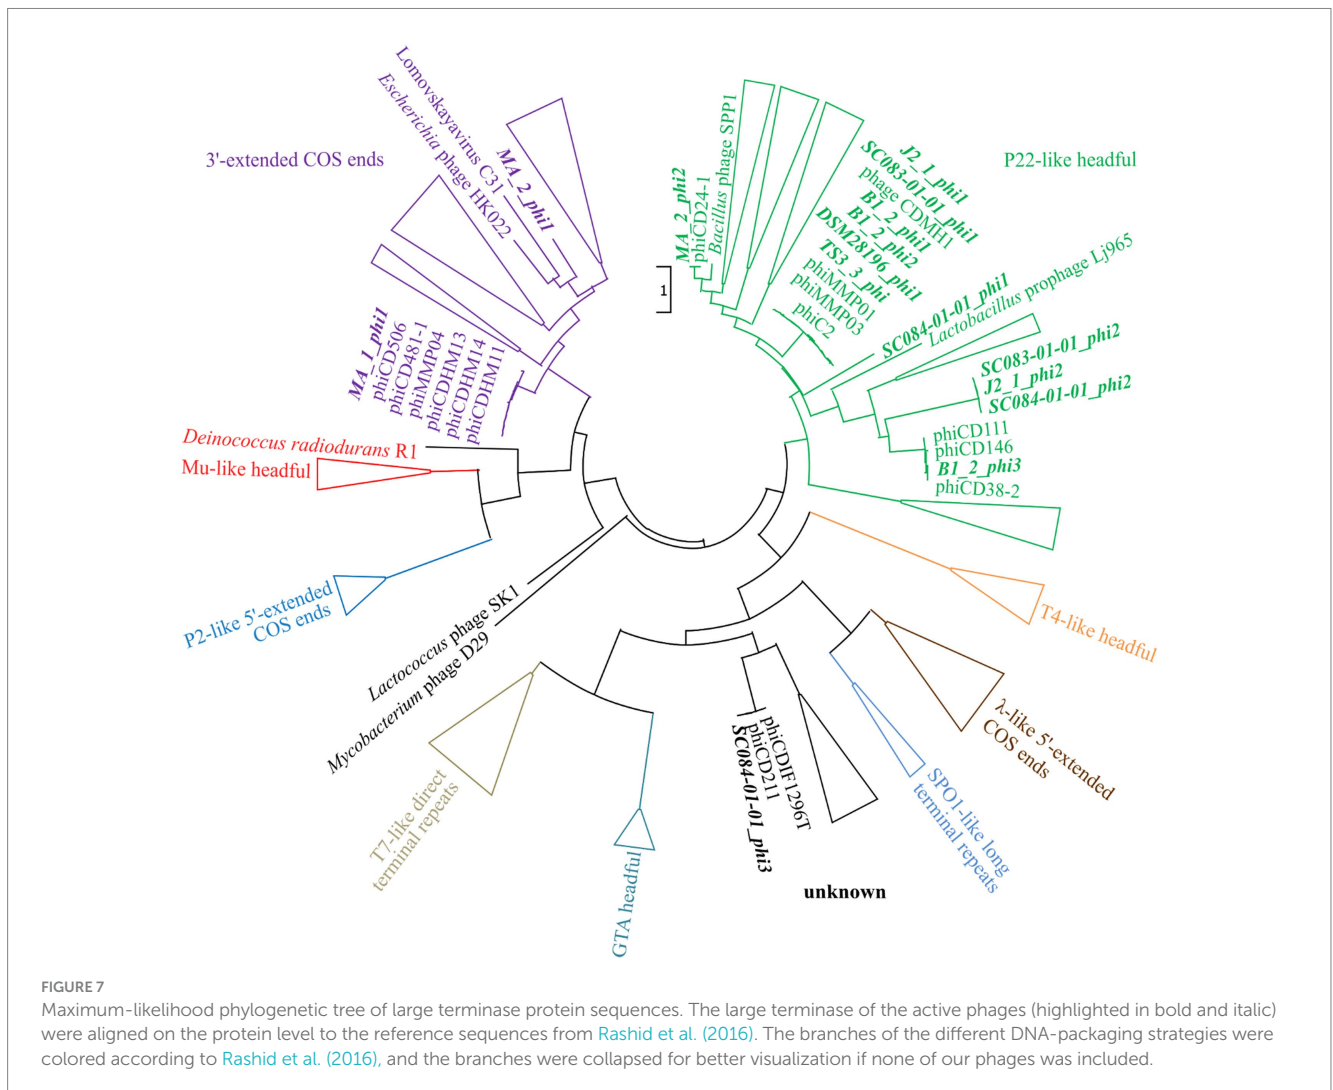 Lomovskayavirus C31
Escherichia phage HK022
MA_2_phi1
3'-extended COS ends
MA_1_phi1
phiCD506
phiCD481-1
phiMMP04
phiCDHM13
phiCDHM14
phiCDHM11
MA_2_phi2
phiCD24-1
Bacillus phage SPP1
1
P22-like headful
J2_1_phi1
SC083-01-01_phi1
phage CDMH1
B1_2_phi1
B1_2_phi2
DSM28196_phi1
TS3_3_phi
phiMMP01
phiMMP03
phiC2
SC084-01-01_phi1
Lactobacillus prophage Lj965
SC083-01-01_phi2
J2_1_phi2
SC084-01-01_phi2
phiCD111
phiCD146
B1_2_phi3
phiCD38-2
Deinococcus radiodurans R1
Mu-like headful
P2-like 5'-extended
COS ends
Lactococcus phage SK1
Mycobacterium phage D29
T4-like headful
λ-like 5'-extended
COS ends
SPO1-like long
terminal repeats
phiCDIF1296T
phiCD211
SC084-01-01_phi3
unknown
T7-like direct
terminal repeats
GTA headful
FIGURE 7
Maximum-likelihood phylogenetic tree of large terminase protein sequences. The large terminase of the active phages (highlighted in bold and italic)
were aligned on the protein level to the reference sequences from Rashid et al. (2016). The branches of the different DNA-packaging strategies were
colored according to Rashid et al. (2016), and the branches were collapsed for better visualization if none of our phages was included.